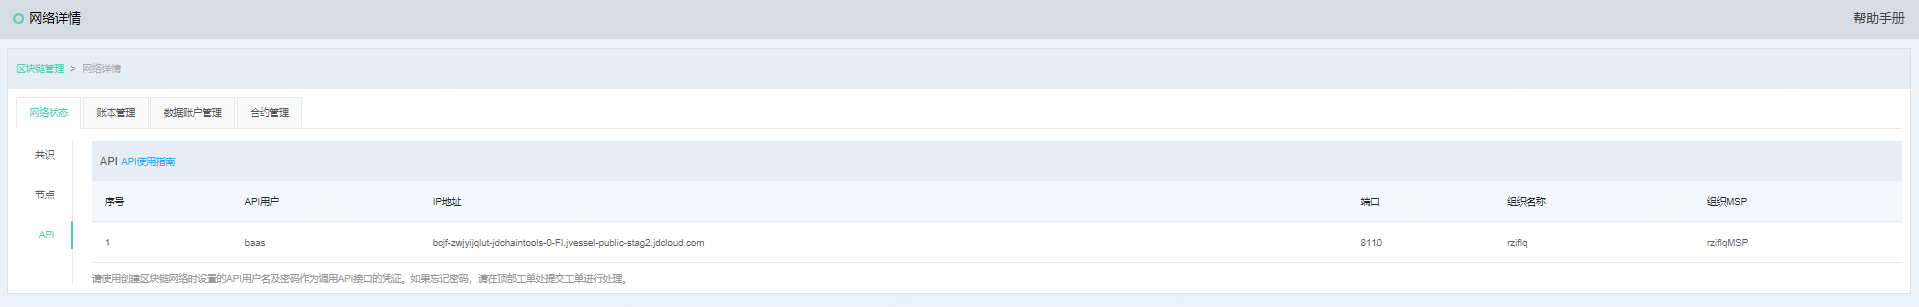 网络详情 帮助手册
区块链管理 > 网络详情
网络状态 账本管理 数据账户管理 合约管理
共识
节点
API
API API使用指南
序号 API用户 IP地址 端口 组织名称 组织MSP
1 baas bcjf-zwjyijqlut-jdchaintools-0-FI.jvessel-public-stag2.jdcloud.com 8110 rziflq rziflqMSP
请使用创建区块链网络时设置的API用户名及密码作为调用API接口的凭证。如果忘记密码，请在顶部工单处提交工单进行处理。